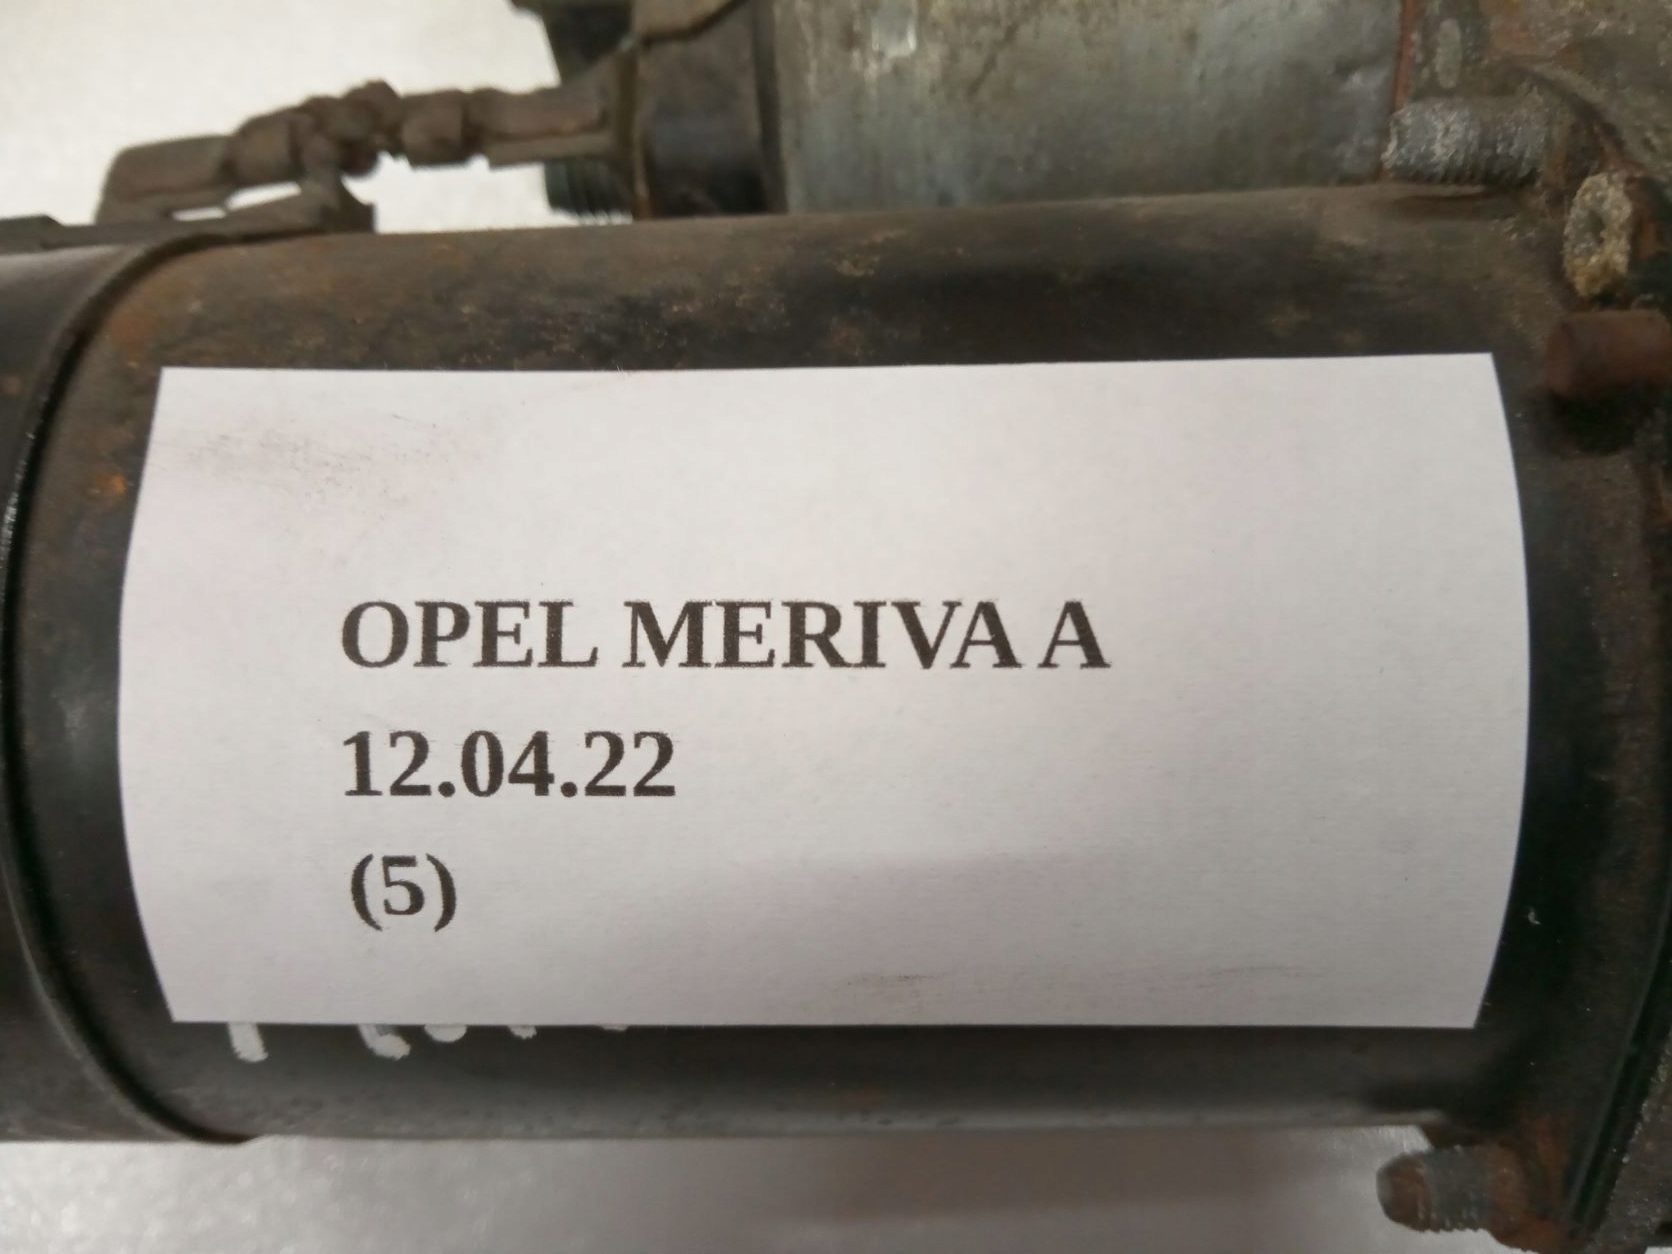 OPEL MERIVA A
12.04.22
(5)